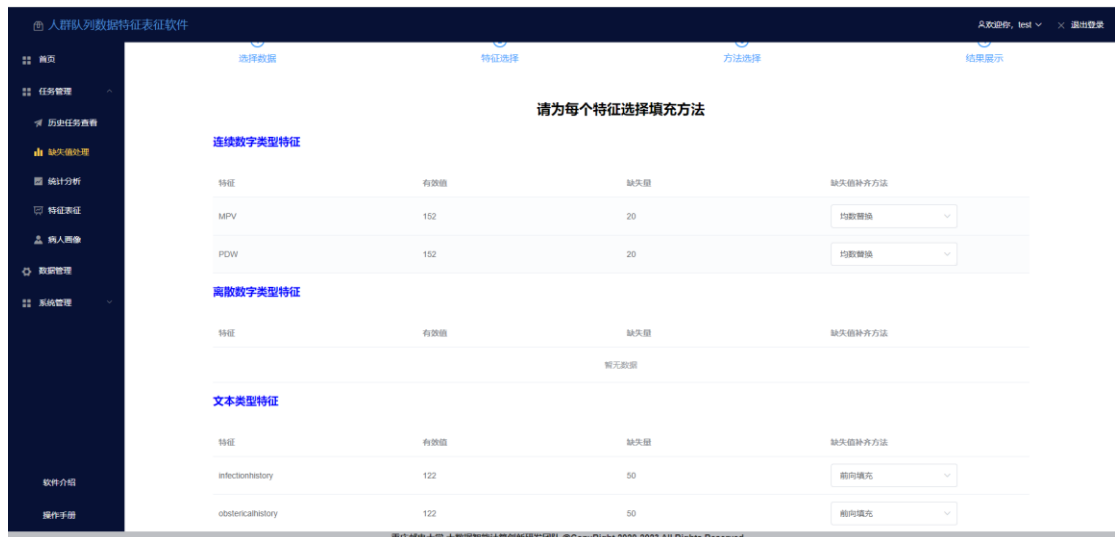 人群队列数据特征表征软件
欢迎你, test
退出登录
首页
任务管理
历史任务查看
缺失值处理
统计分析
特征表征
病人画像
数据管理
系统管理
软件介绍
操作手册
选择数据 特征选择 方法选择 结果展示
请为每个特征选择填充方法
连续数字类型特征
特征 有效值 缺失量 缺失值补齐方法
MPV 152 20 均数替换
PDW 152 20 均数替换
离散数字类型特征
特征 有效值 缺失量 缺失值补齐方法
暂无数据
文本类型特征
特征 有效值 缺失量 缺失值补齐方法
infectionhistory 122 50 前向填充
obstericalhistory 122 50 前向填充